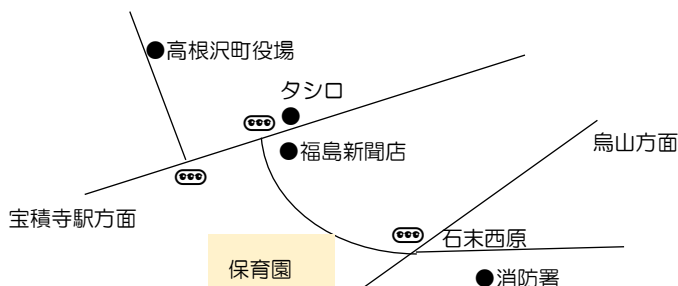 ●高根沢町役場
タシロ
●福島新聞店
烏山方面
宝積寺駅方面
石末西原
保育園
●消防署